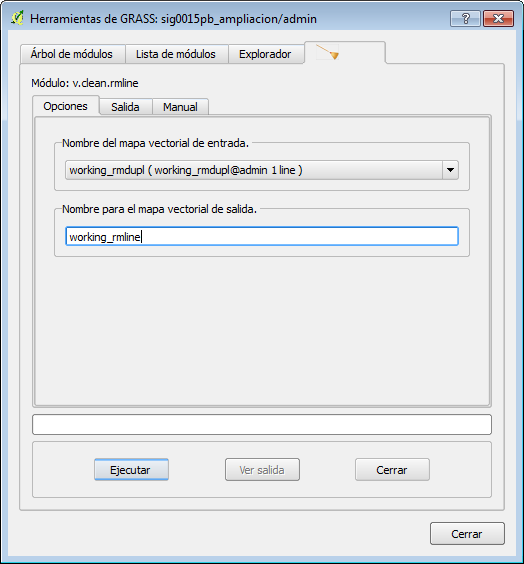 Herramientas de GRASS: sig0015pb_ampliacion/admin
?
Árbol de módulos
Lista de módulos
Explorador
Módulo: v.clean.rmline
Opciones
Salida
Manual
Nombre del mapa vectorial de entrada.
working_rmdupl ( working_rmdupl@admin 1 line )
Nombre para el mapa vectorial de salida.
working_rmline
Ejecutar
Ver salida
Cerrar
Cerrar